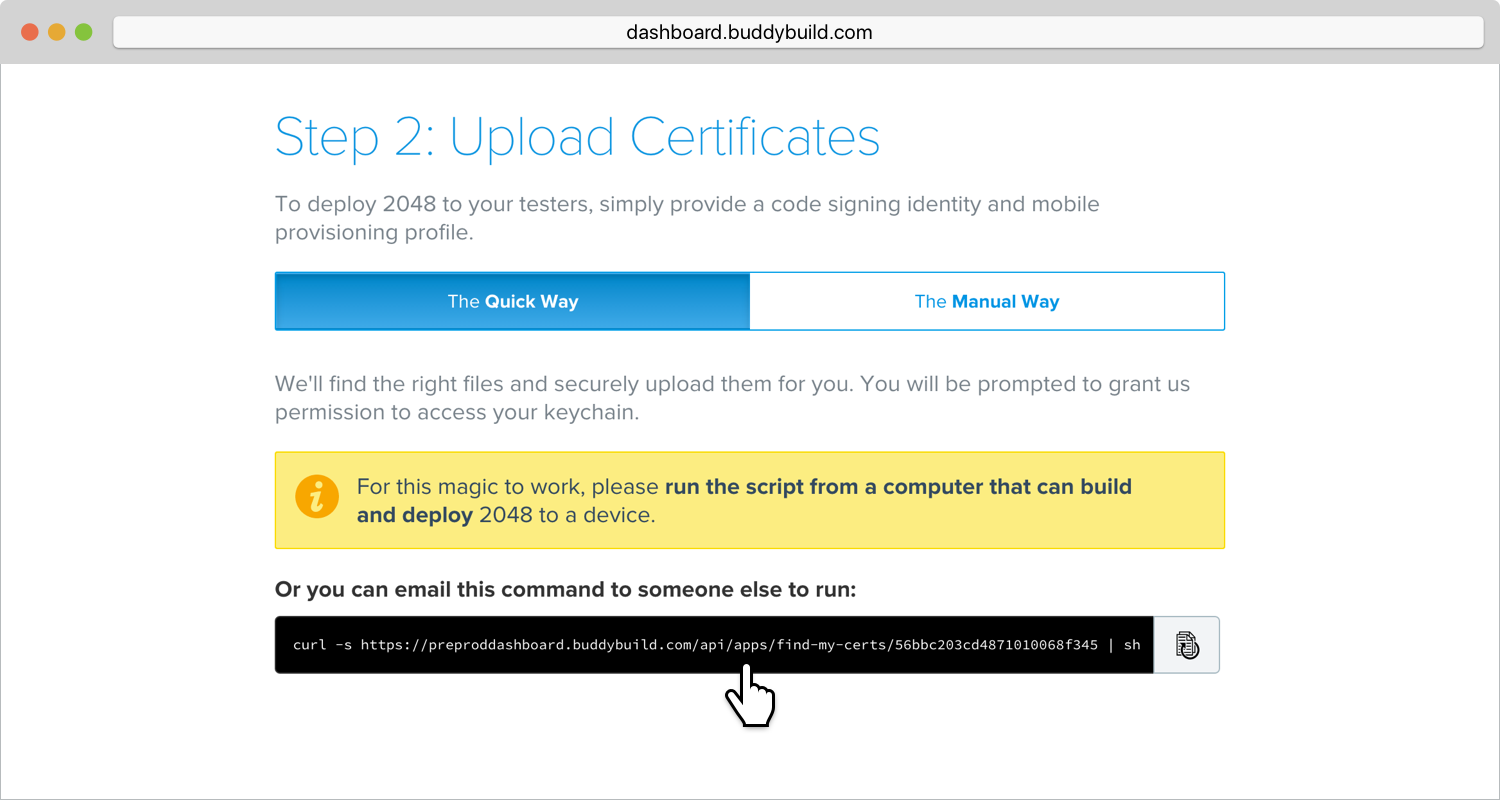 dashboard.buddybuild.com
Step 2: Upload Certificates
To deploy 2048 to your testers, simply provide a code signing identity and mobile
provisioning profile.
The Quick Way
The Manual Way
We'll find the right files and securely upload them for you. You will be prompted to grant us
permission to access your keychain.
For this magic to work, please run the script from a computer that can build
and deploy 2048 to a device.
Or you can email this command to someone else to run:
curl -s https://preproddashboard.buddybuild.com/api/apps/find-my-certs/56bbc203cd4871010068f345 | sh